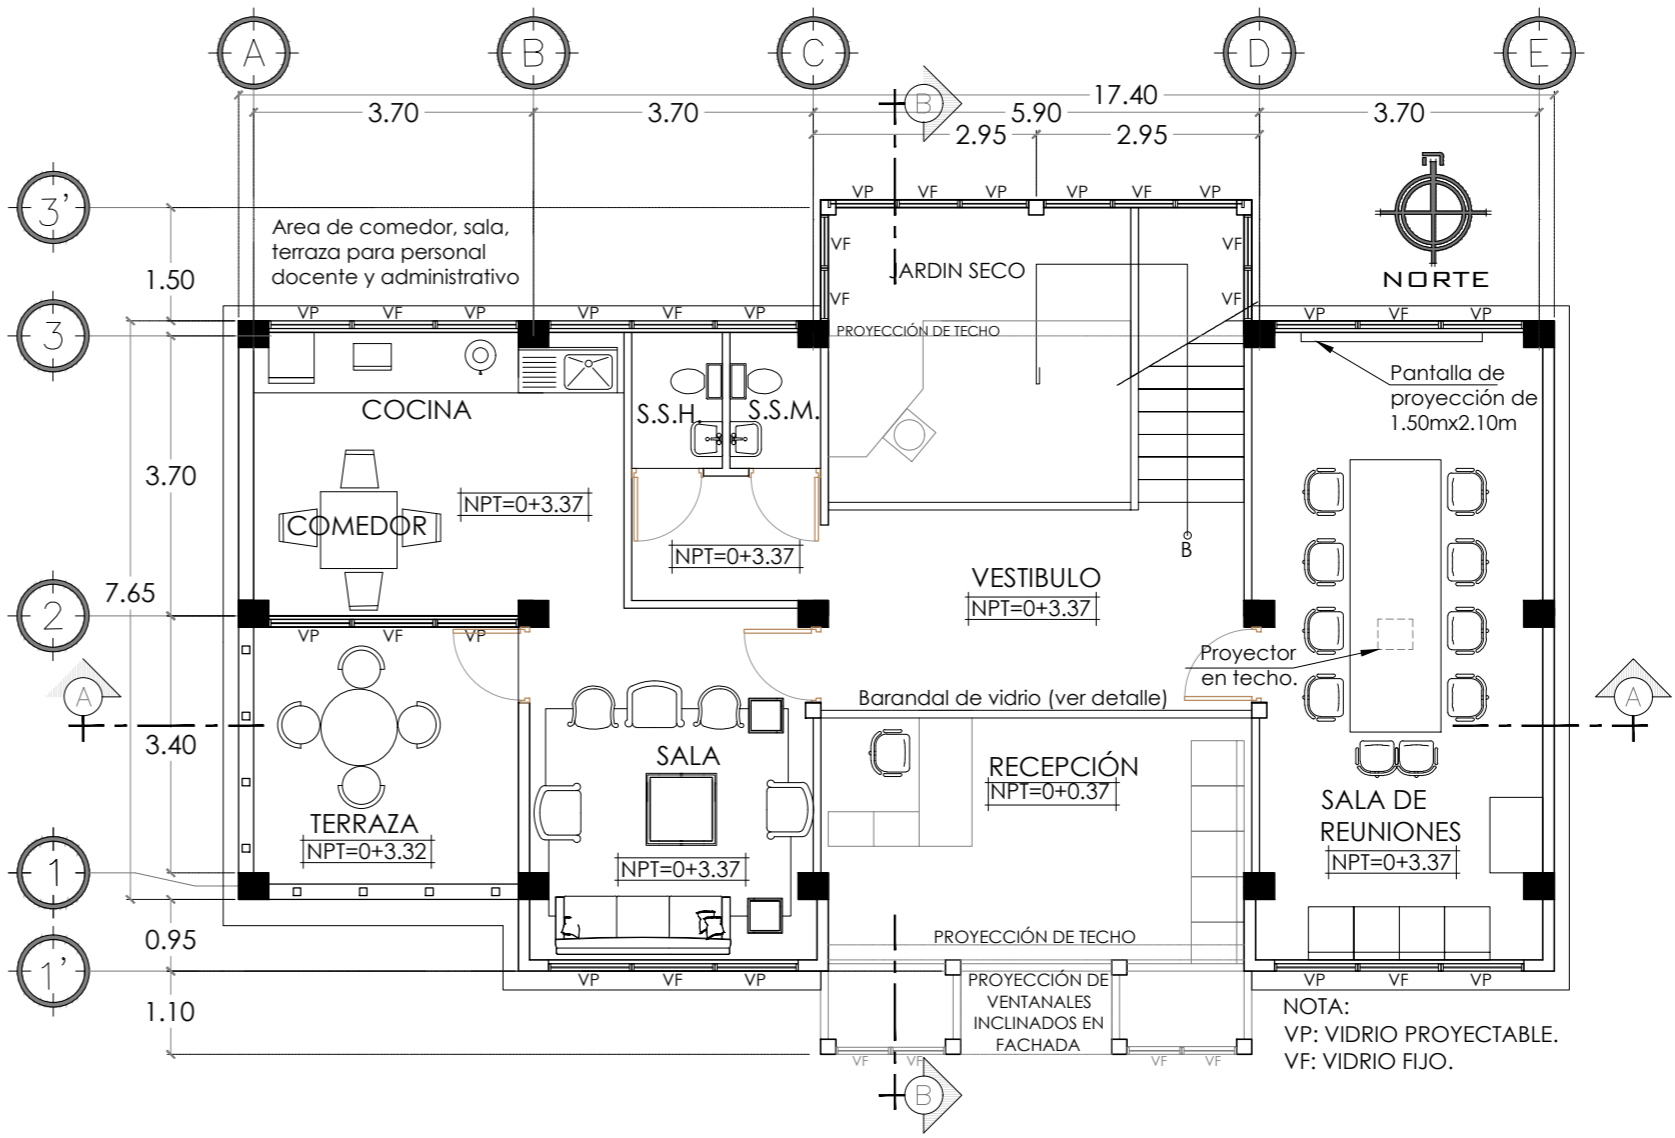 A
B
C
D
E
17.40
3.70
3.70
B
5.90
3.70
2.95
2.95
3'
VP
VF
VP
VP
VF
VP
Area de comedor, sala,
terraza para personal
docente y administrativo
1.50
VF
VF
JARDIN SECO
VF
VF
NORTE
VP
VF
VP
VP
VF
VP
VP
VF
VP
3
PROYECCIÓN DE TECHO
Pantalla de
proyección de
1.50mx2.10m
COCINA
S.S.H.
S.S.M.
3.70
NPT=0+3.37
COMEDOR
NPT=0+3.37
B
VESTIBULO
NPT=0+3.37
7.65
2
VP
VF
VP
Proyector
en techo.
A
A
Barandal de vidrio (ver detalle)
3.40
SALA
RECEPCIÓN
NPT=0+0.37
SALA DE
REUNIONES
NPT=0+3.37
TERRAZA
NPT=0+3.32
NPT=0+3.37
1
0.95
PROYECCIÓN DE TECHO
1'
VP
VF
VP
PROYECCIÓN DE
VENTANALES
INCLINADOS EN
FACHADA
VP
VF
VP
1.10
NOTA:
VP: VIDRIO PROYECTABLE.
VF: VIDRIO FIJO.
VF
VF
VF
VF
B